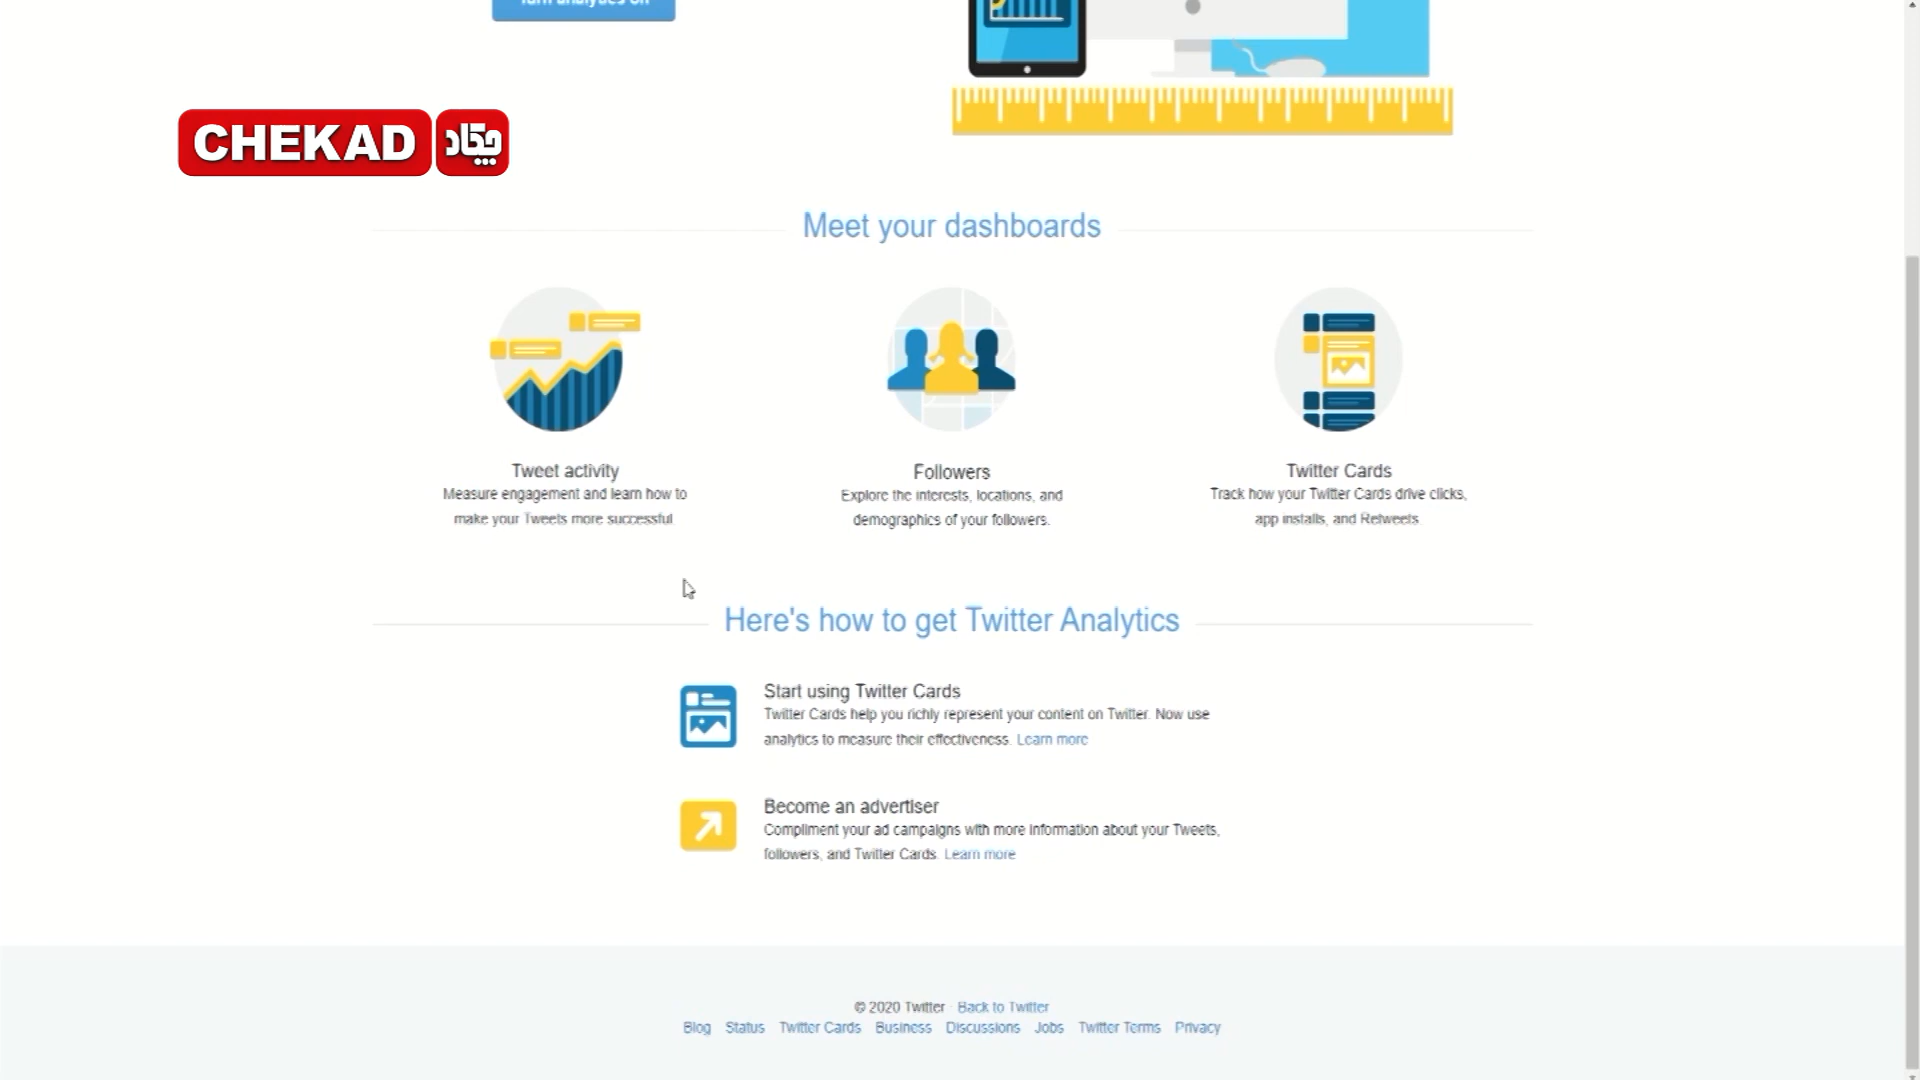 Turn analytics on
CHEKAD چکاد
Meet your dashboards
Tweet activity
Measure engagement and learn how to
make your Tweets more successful
Followers
Explore the interests, locations, and
demographics of your followers.
Twitter Cards
Track how your Twitter Cards drive clicks,
app installs, and Retweets
Here's how to get Twitter Analytics
Start using Twitter Cards
Twitter Cards help you richly represent your content on Twitter. Now use
analytics to measure their effectiveness. Learn more
Become an advertiser
Compliment your ad campaigns with more information about your Tweets,
followers, and Twitter Cards. Learn more
© 2020 Twitter · Back to Twitter
Blog Status Twitter Cards Business Discussions Jobs Twitter Terms Privacy